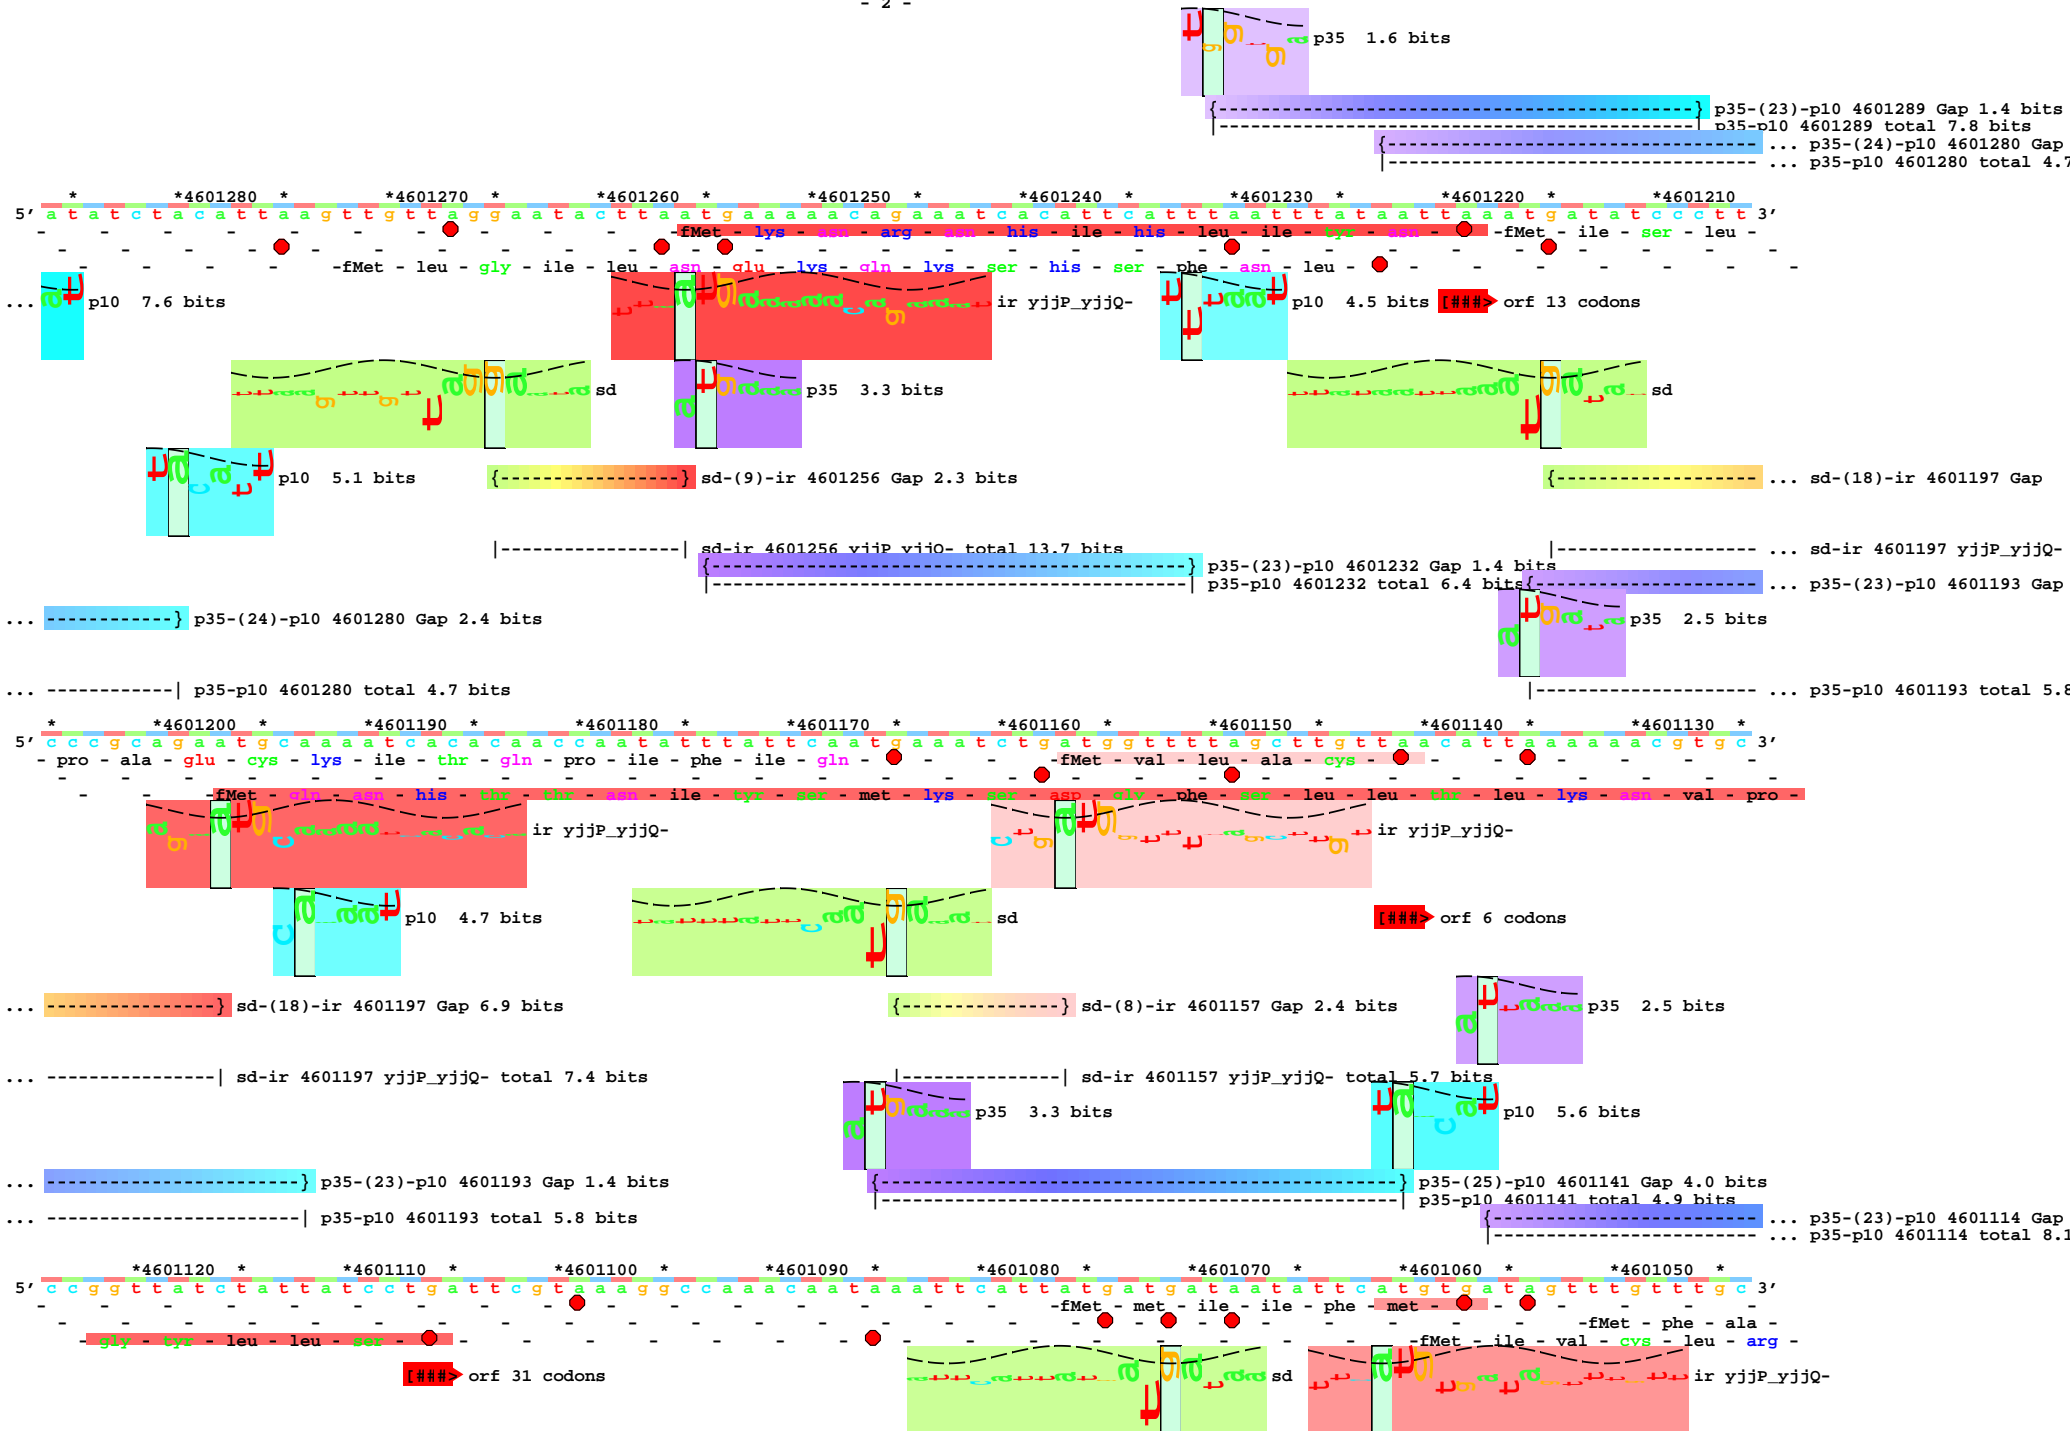 - 2 -
p35 1.6 bits
{-----------------------} p35-(23)-p10 4601289 Gap 1.4 bits
|-----------------------| p35-p10 4601289 total 7.8 bits
{------------------ ... p35-(24)-p10 4601280 Gap
|------------------ ... p35-p10 4601280 total 4.7
* *4601280 * *4601270 * *4601260 * *4601250 * *4601240 * *4601230 * *4601220 * *4601210
5' a t a t c t a c a t t a a g t t g t t a g g a a t a c t t a a t g a a a a a c a g a a a t c a c a t t c a t t t a a t t t a t a a t t a a a t g a t a t c c c t t 3'
fMet - lys - asn - arg - asn - his - ile - his - leu - ile - tyr - asn - -fMet - ile - ser - leu -
-fMet - leu - gly - ile - leu - asn - glu - lys - gln - lys - ser - his - ser - phe - asn - leu -
... p10 7.6 bits ir yjjP_yjjQ- p10 4.5 bits [###> orf 13 codons
sd p35 3.3 bits sd
p10 5.1 bits {---------} sd-(9)-ir 4601256 Gap 2.3 bits {---------- ... sd-(18)-ir 4601197 Gap
|---------| sd-ir 4601256 yjjP_yjjQ- total 13.7 bits |---------- ... sd-ir 4601197 yjjP_yjjQ-
{-----------------------} p35-(23)-p10 4601232 Gap 1.4 bits
|-----------------------| p35-p10 4601232 total 6.4 bits {----------- ... p35-(23)-p10 4601193 Gap
... ------------} p35-(24)-p10 4601280 Gap 2.4 bits p35 2.5 bits
... ------------| p35-p10 4601280 total 4.7 bits |----------- ... p35-p10 4601193 total 5.8
* *4601200 * *4601190 * *4601180 * *4601170 * *4601160 * *4601150 * *4601140 * *4601130 *
5' c c c g c a g a a t g c a a a a t c a c a c a a c c a a t a t t t a t t c a a t g a a a t c t g a t g g t t t t a g c t t g t t a a c a t t a a a a a a c g t g c 3'
- pro - ala - glu - cys - lys - ile - thr - gln - pro - ile - phe - ile - gln - -fMet - val - leu - ala - cys -
-fMet - gln - asn - his - thr - thr - asn - ile - tyr - ser - met - lys - ser - asp - gly - phe - ser - leu - leu - thr - leu - lys - asn - val - pro -
ir yjjP_yjjQ- ir yjjP_yjjQ-
p10 4.7 bits sd [###> orf 6 codons
... ----------------} sd-(18)-ir 4601197 Gap 6.9 bits {--------} sd-(8)-ir 4601157 Gap 2.4 bits p35 2.5 bits
... ----------------| sd-ir 4601197 yjjP_yjjQ- total 7.4 bits |--------| sd-ir 4601157 yjjP_yjjQ- total 5.7 bits
p35 3.3 bits p10 5.6 bits
... ------------------------} p35-(23)-p10 4601193 Gap 1.4 bits {-------------------------} p35-(25)-p10 4601141 Gap 4.0 bits
|-------------------------| p35-p10 4601141 total 4.9 bits
... ------------------------| p35-p10 4601193 total 5.8 bits {------------- ... p35-(23)-p10 4601114 Gap
|------------- ... p35-p10 4601114 total 8.1
*4601120 * *4601110 * *4601100 * *4601090 * *4601080 * *4601070 * *4601060 * *4601050 *
5' c c g g t t a t c t a t t a t c c t g a t t c g t a a a g g c c a a a c a a t a a a t t c a t t a t g a t g a t a a t a t t c a t g t g a t a g t t t g t t t g c 3'
-fMet - met - ile - ile - phe - met -
-fMet - phe - ala -
- gly - tyr - leu - leu - ser - -fMet - ile - val - cys - leu - arg -
[###> orf 31 codons sd ir yjjP_yjjQ-